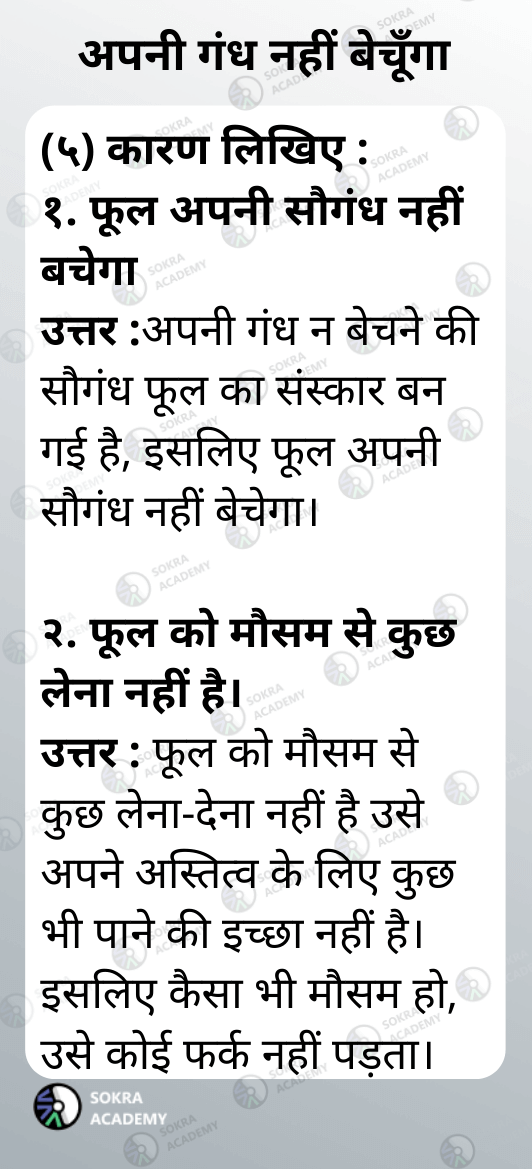 अपनी गंध नहीं बेचूँगा
(५) कारण लिखिए :
१. फूल अपनी सौगंध नहीं
बचेगा
उत्तर :अपनी गंध न बेचने की
सौगंध फूल का संस्कार बन
गई है, इसलिए फूल अपनी
सौगंध नहीं बेचेगा।
२. फूल को मौसम से कुछ
लेना नहीं है।
उत्तर : फूल को मौसम से
कुछ लेना-देना नहीं है उसे
अपने अस्तित्व के लिए कुछ
भी पाने की इच्छा नहीं है।
इसलिए कैसा भी मौसम हो,
उसे कोई फर्क नहीं पड़ता।
SOKRA
ACADEMY